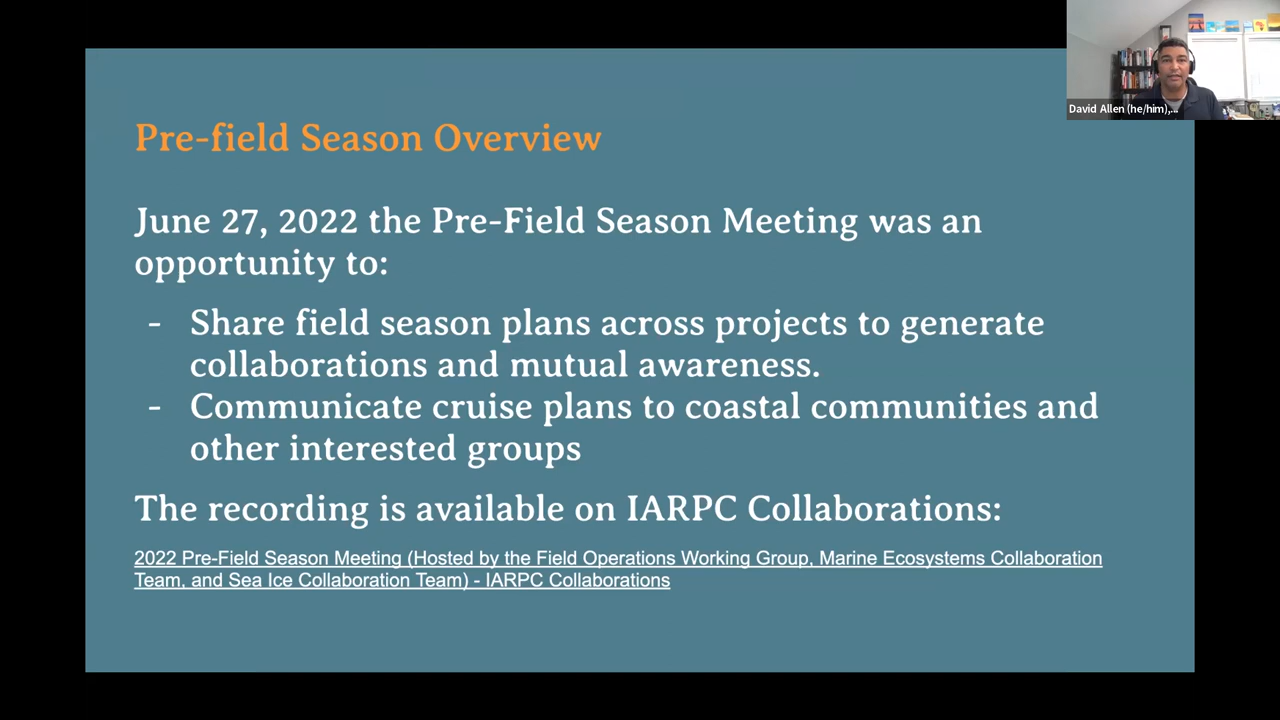 David Allen (he/him),...
Pre-field Season Overview
June 27, 2022 the Pre-Field Season Meeting was an
opportunity to:
- Share field season plans across projects to generate
collaborations and mutual awareness.
- Communicate cruise plans to coastal communities and
other interested groups
The recording is available on IARPC Collaborations:
2022 Pre-Field Season Meeting (Hosted by the Field Operations Working Group, Marine Ecosystems Collaboration
Team, and Sea Ice Collaboration Team) - IARPC Collaborations